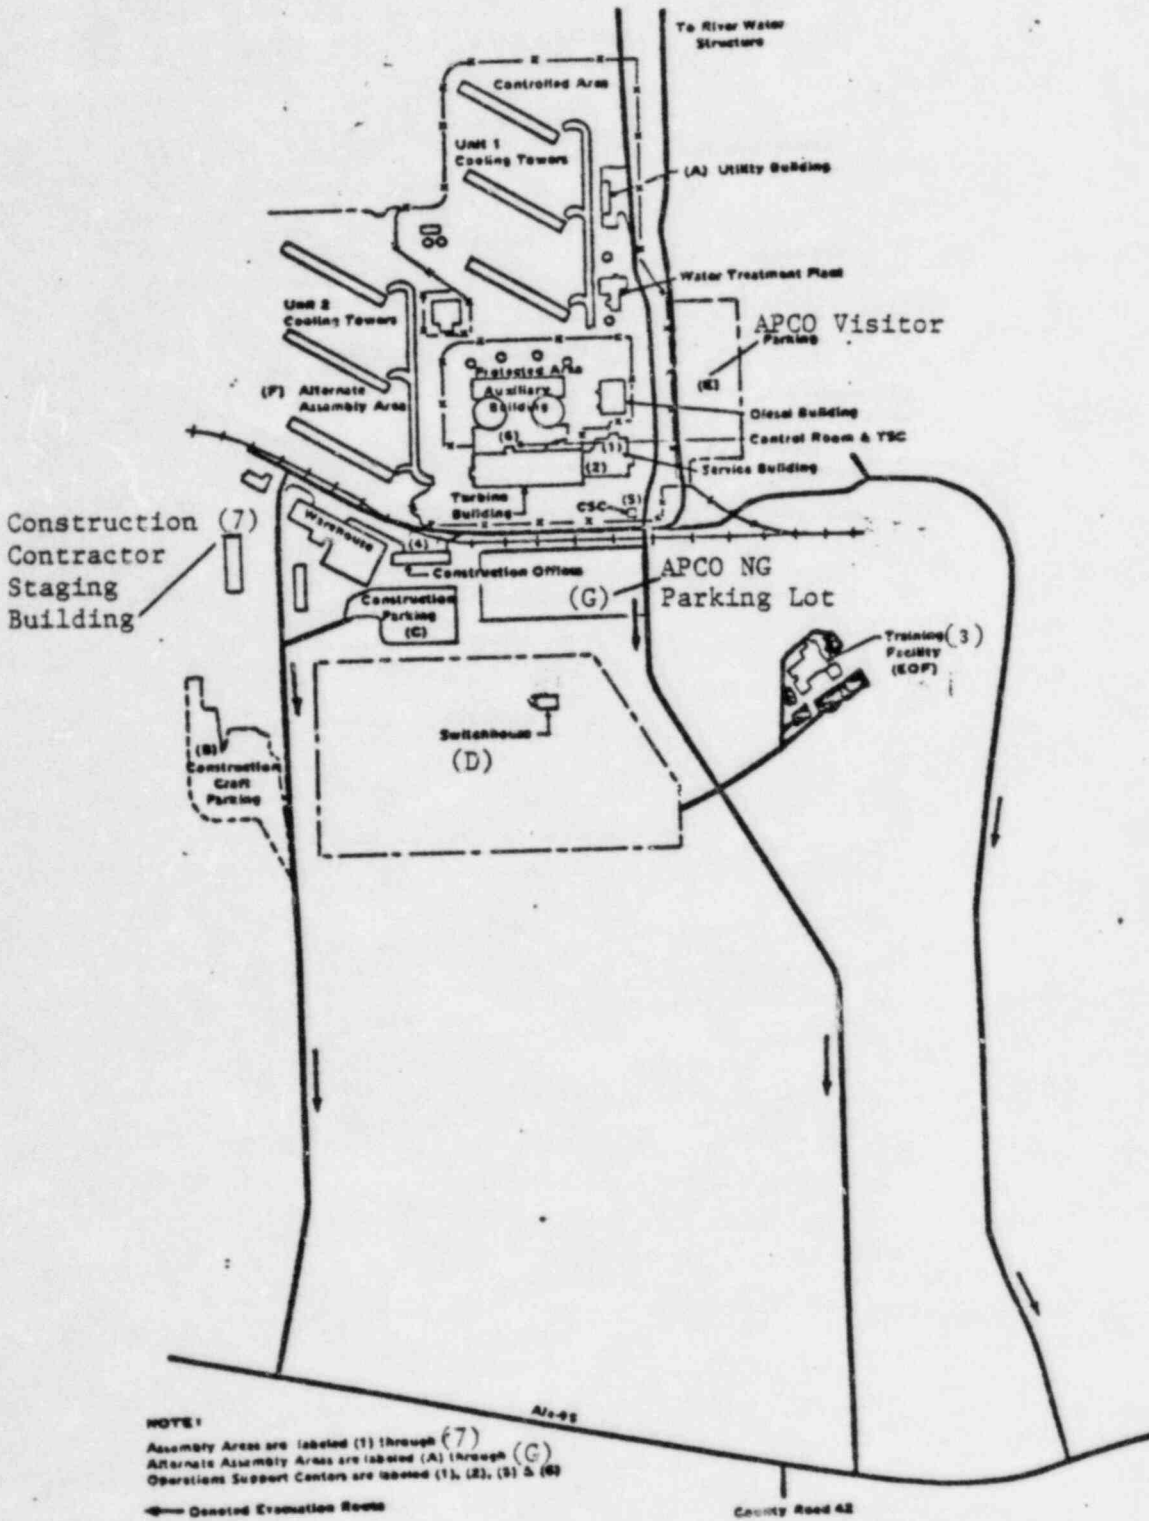 To River Water
Structure
Controlled Area
Unit 1
Cooling Towers
(A) Utility Building
Water Treatment Plant
Unit 2
Cooling Towers
APCO Visitor
Parking
(E)
Protected Area
Auxiliary
Building
(F) Alternate
Assembly Area
Diesel Building
Control Room & TSC
(6)
(1)
(2)
Service Building
Turbine
Building
CSC
(5)
Construction (7)
Contractor
Staging
Building
Warehouse
(4)
Construction Offices
APCO NG
(G) Parking Lot
Construction
Parking
(C)
Training (3)
Facility
(EOF)
Switchhouse
(D)
(B)
Construction
Craft
Parking
Ala-95
NOTE:
Assembly Areas are labeled (1) through (7)
Alternate Assembly Areas are labeled (A) through (G)
Operations Support Centers are labeled (1), (2), (5) & (6)
Denoted Evacuation Route
County Road 42